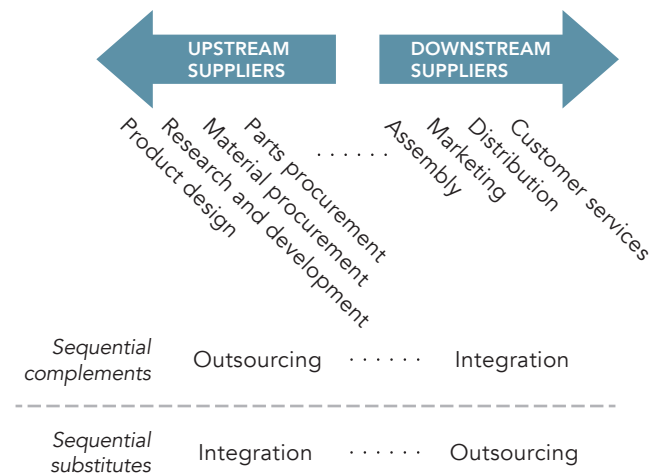 UPSTREAM
SUPPLIERS
DOWNSTREAM
SUPPLIERS
Product design
Research and development
Material procurement
Parts procurement
. . . . . .
Assembly
Marketing
Distribution
Customer services
Sequential
complements
Outsourcing . . . . . . Integration
Sequential
substitutes
Integration . . . . . . Outsourcing